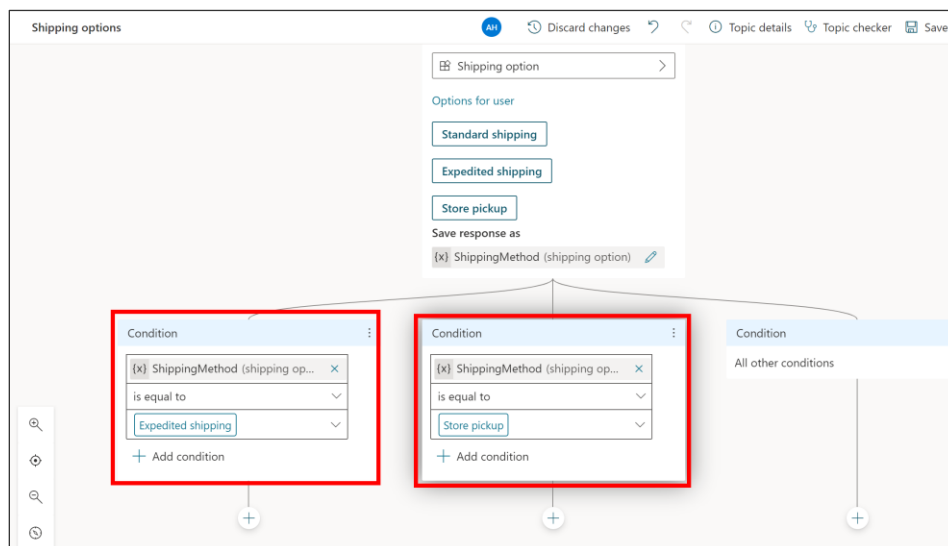 Shipping options
AH
Discard changes
Topic details
Topic checker
Save
Shipping option
Options for user
Standard shipping
Expedited shipping
Store pickup
Save response as
{x} ShippingMethod (shipping option)
Condition
{x} ShippingMethod (shipping op...
is equal to
Expedited shipping
+ Add condition
Condition
{x} ShippingMethod (shipping op...
is equal to
Store pickup
+ Add condition
Condition
All other conditions